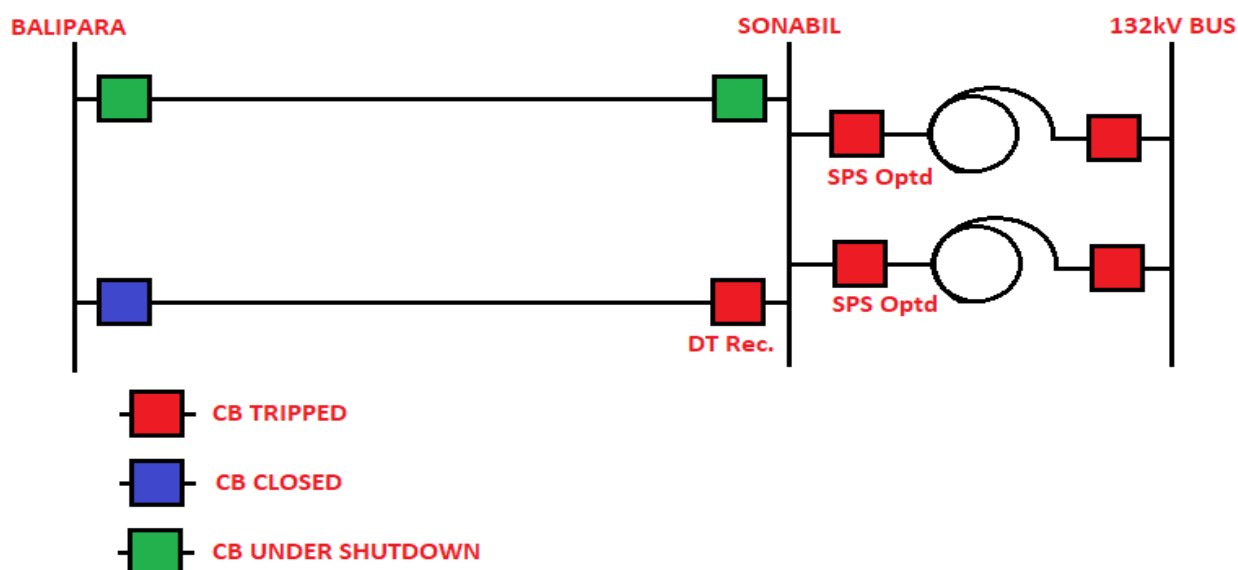 BALIPARA
SONABIL
132kV BUS
SPS Optd
SPS Optd
DT Rec.
CB TRIPPED
CB CLOSED
CB UNDER SHUTDOWN